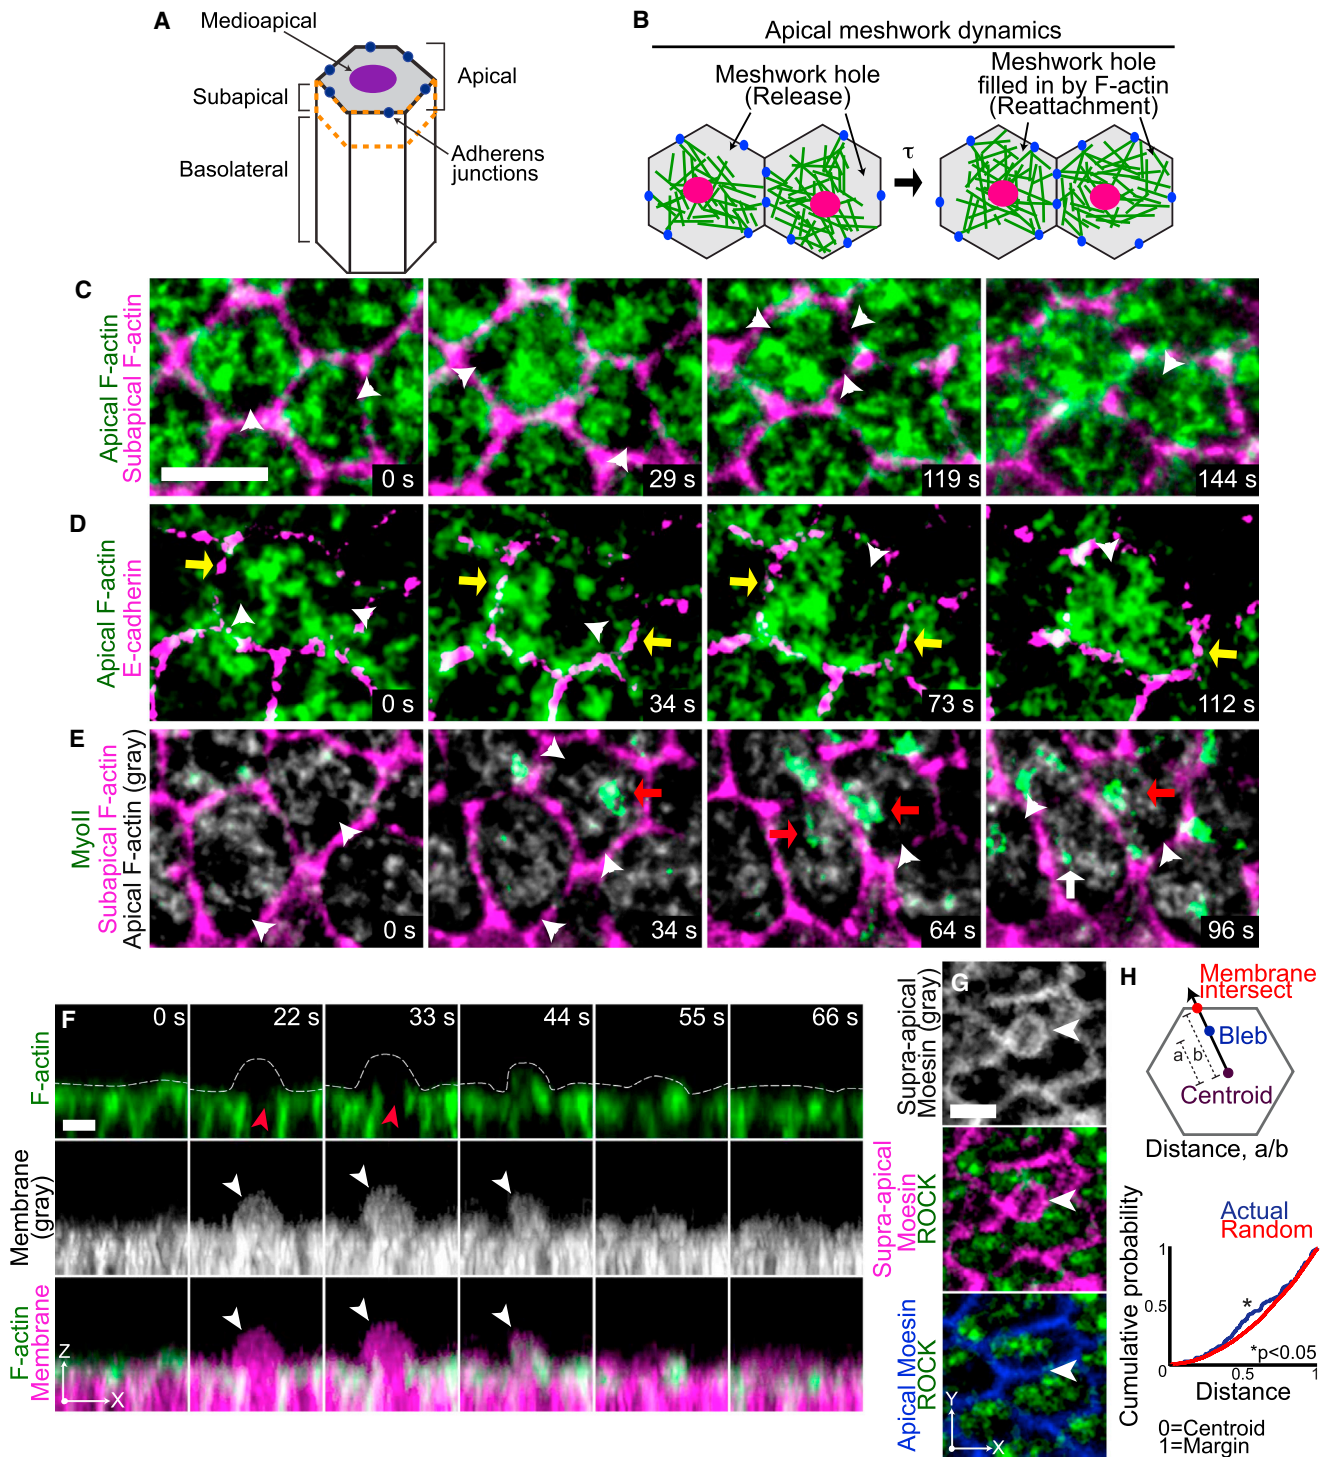 A
Medioapical
Apical
Subapical
Basolateral
Adherens
junctions
B
Apical meshwork dynamics
Meshwork hole
(Release)
Meshwork hole
filled in by F-actin
(Reattachment)
τ
C
Apical F-actin
Subapical F-actin
0 s
29 s
119 s
144 s
D
Apical F-actin
E-cadherin
0 s
34 s
73 s
112 s
E
MyoII
Subapical F-actin
Apical F-actin (gray)
0 s
34 s
64 s
96 s
F
0 s
22 s
33 s
44 s
55 s
66 s
F-actin
Membrane
(gray)
F-actin
Membrane
Z
X
G
Supra-apical
Moesin (gray)
Supra-apical
Moesin
ROCK
Apical Moesin
ROCK
Y
X
H
Membrane
intersect
Bleb
a
b
Centroid
Distance, a/b
Actual
Random
Cumulative probability
1
0.5
0
*
*p<0.05
0.5
1
Distance
0=Centroid
1=Margin